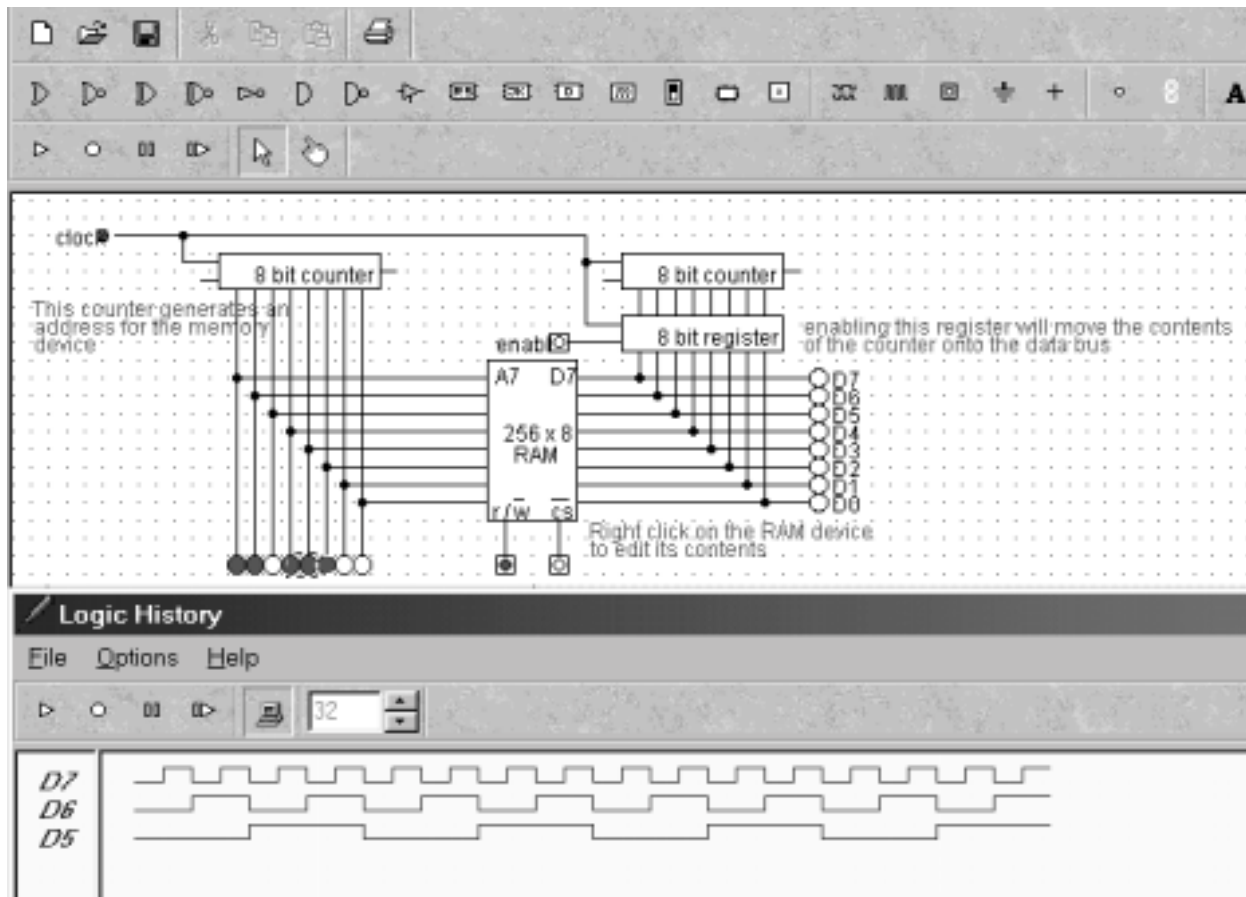 A
clock
8 bit counter
8 bit counter
This counter generates an
address for the memory
device
8 bit register
enabling this register will move the contents
of the counter onto the data bus
A7 D7
256 x 8
RAM
r/w cs
D7
D6
D5
D4
D3
D2
D1
D0
Right click on the RAM device
to edit its contents
Logic History
File Options Help
32
D7
D6
D5